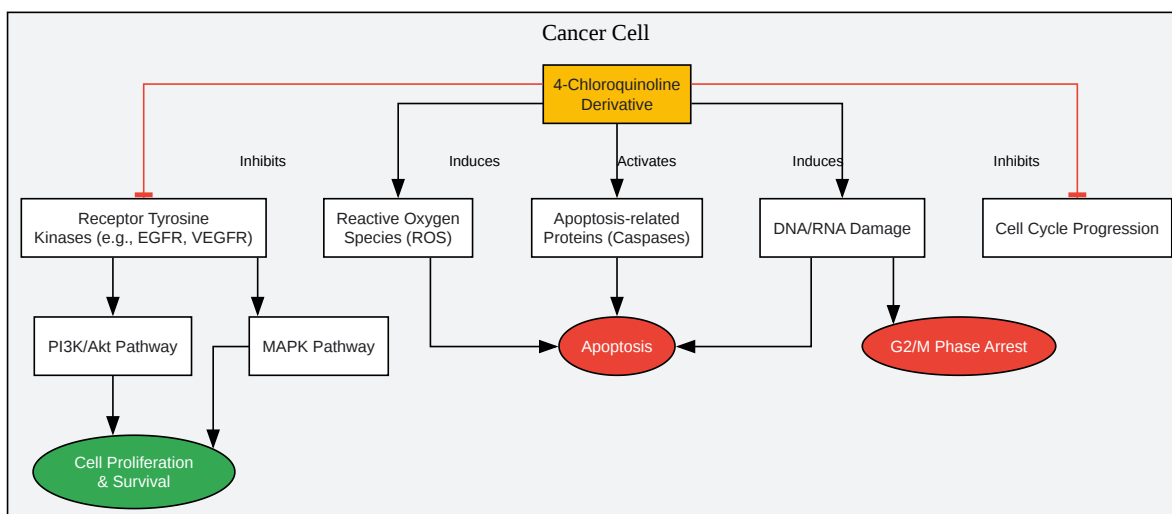 Cancer Cell
4-Chloroquinoline
Derivative
Inhibits
Induces
Activates
Induces
Inhibits
Receptor Tyrosine
Kinases (e.g., EGFR, VEGFR)
Reactive Oxygen
Species (ROS)
Apoptosis-related
Proteins (Caspases)
DNA/RNA Damage
Cell Cycle Progression
PI3K/Akt Pathway
MAPK Pathway
Apoptosis
G2/M Phase Arrest
Cell Proliferation
& Survival